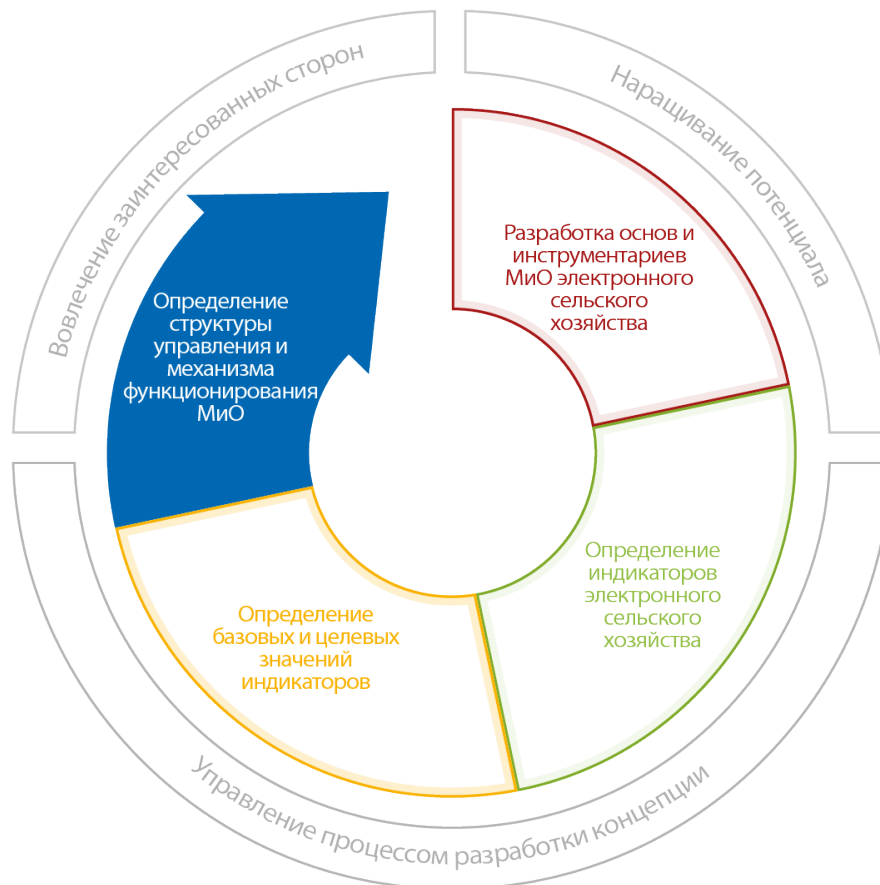 Вовлечение заинтересованных сторон
Наращивание потенциала
Разработка основ и
инструментариев
МиО электронного
сельского
хозяйства
Определение
структуры
управления и
механизма
функционирования
МиО
Определение
индикаторов
электронного
сельского
хозяйства
Определение
базовых и целевых
значений
индикаторов
Управление процессом разработки концепции